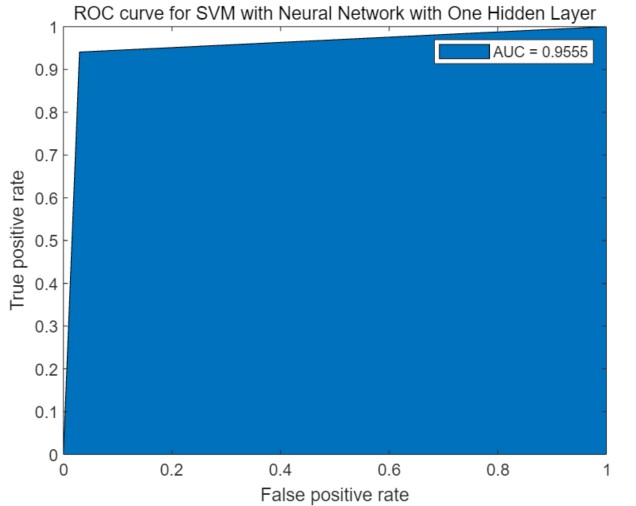 ROC curve for SVM with Neural Network with One Hidden Layer
AUC = 0.9555
1
0.9
0.8
0.7
0.6
0.5
0.4
0.3
0.2
0.1
0
True positive rate
0 0.2 0.4 0.6 0.8 1
False positive rate